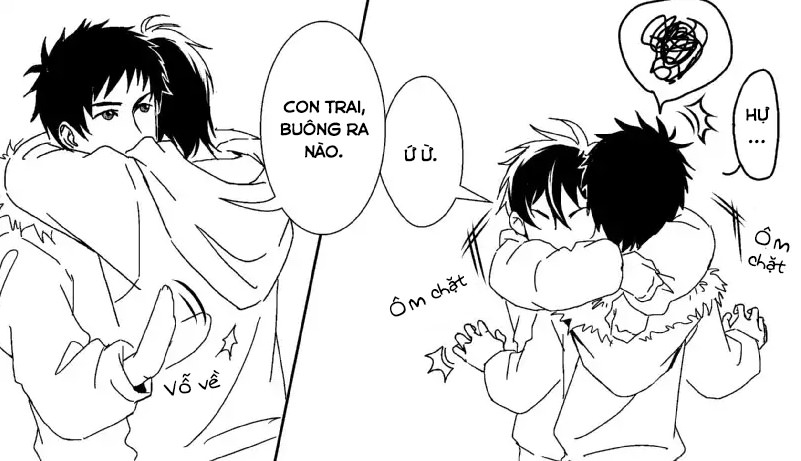 CON TRAI,
BUÔNG RA
NÀO.
Vỗ về
Ứ Ừ.
HỰ
...
Ôm chặt
Ôm
chặt